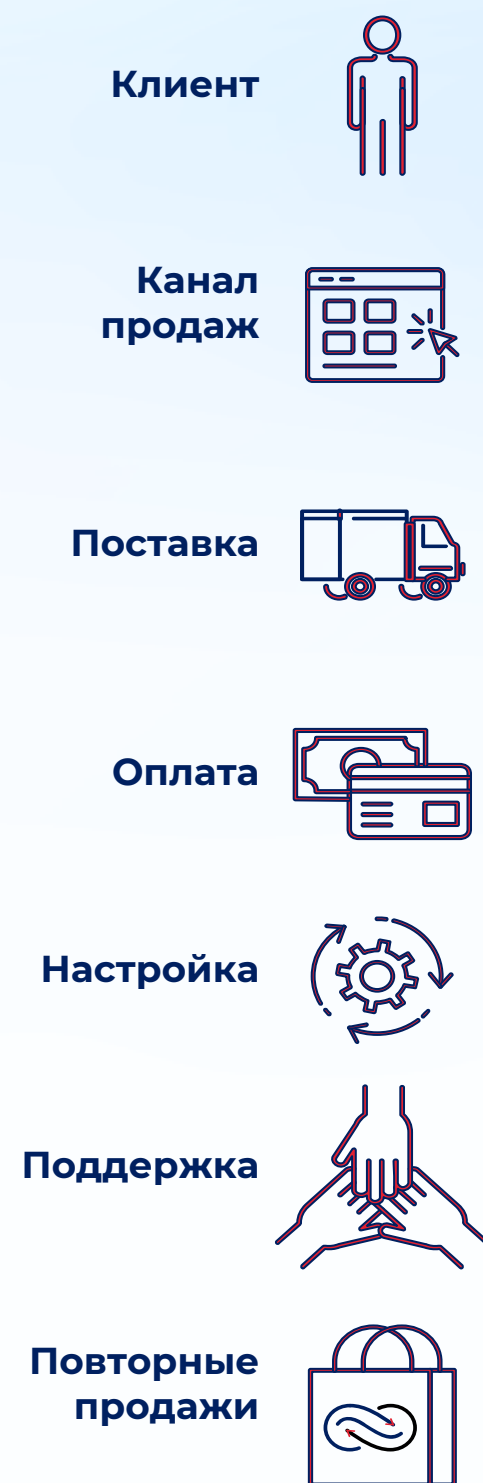 Клиент
Канал
продаж
Поставка
Оплата
Настройка
Поддержка
Повторные
продажи